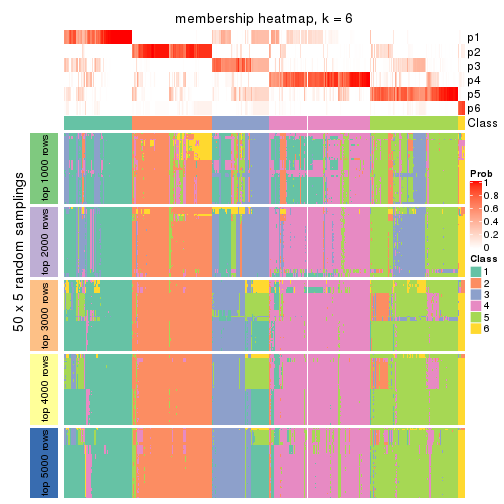 membership heatmap, k = 6
p1
p2
p3
p4
p5
p6
Class
50 x 5 random samplings
top 1000 rows
top 2000 rows
top 3000 rows
top 4000 rows
top 5000 rows
Prob
1
0.8
0.6
0.4
0.2
0
Class
1
2
3
4
5
6